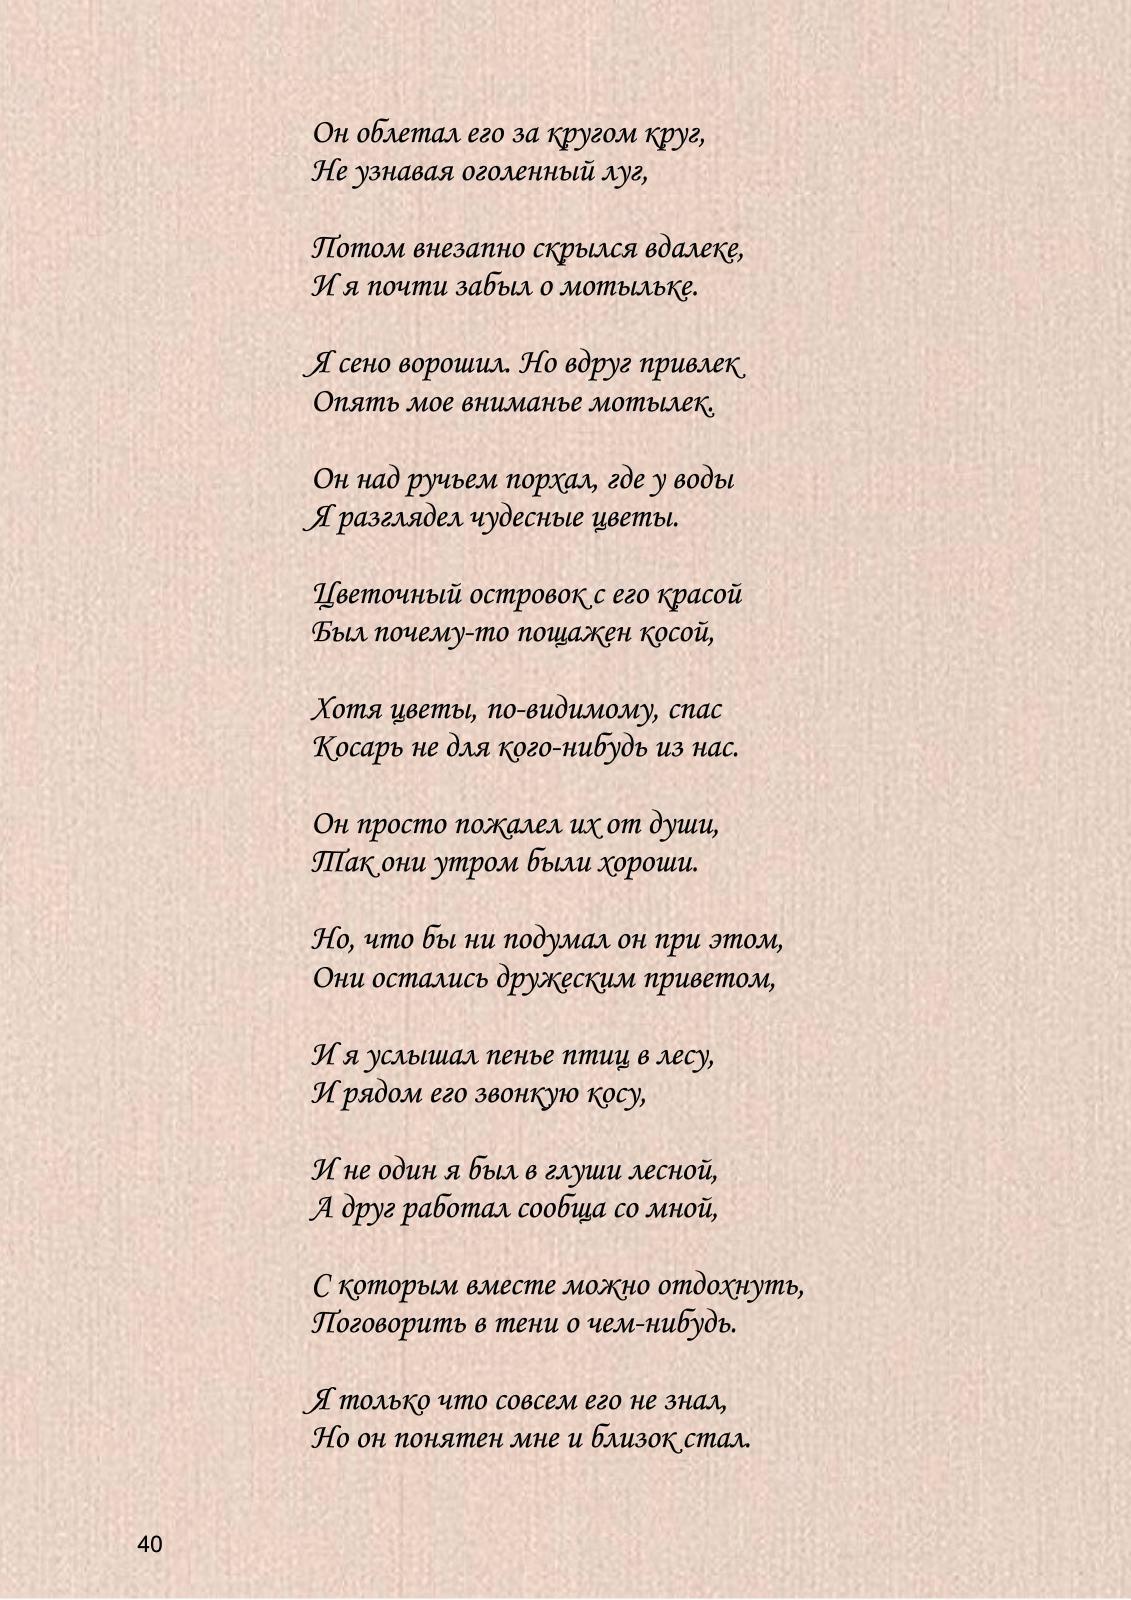 Он облетал его за кругом круг,
Не узнавая оголенный луг,
Потом внезапно скрылся вдалеке,
И я почти забыл о мотыльке.
Я сено ворошил. Но вдруг привлек
Опять мое вниманье мотылек.
Он над ручьем порхал, где у воды
Я разглядел чудесные цветы.
Цветочный островок с его красой
Был почему-то пощажен косой,
Хотя цветы, по-видимому, спас
Косарь не для кого-нибудь из нас.
Он просто пожалел их от души,
Так они утром были хороши.
Но, что бы ни подумал он при этом,
Они остались дружеским приветом,
И я услышал пенье птиц в лесу,
И рядом его звонкую косу,
И не один я был в глуши лесной,
А друг работал сообща со мной,
С которым вместе можно отдохнуть,
Поговорить в тени о чем-нибудь.
Я только что совсем его не знал,
Но он понятен мне и близок стал.
40